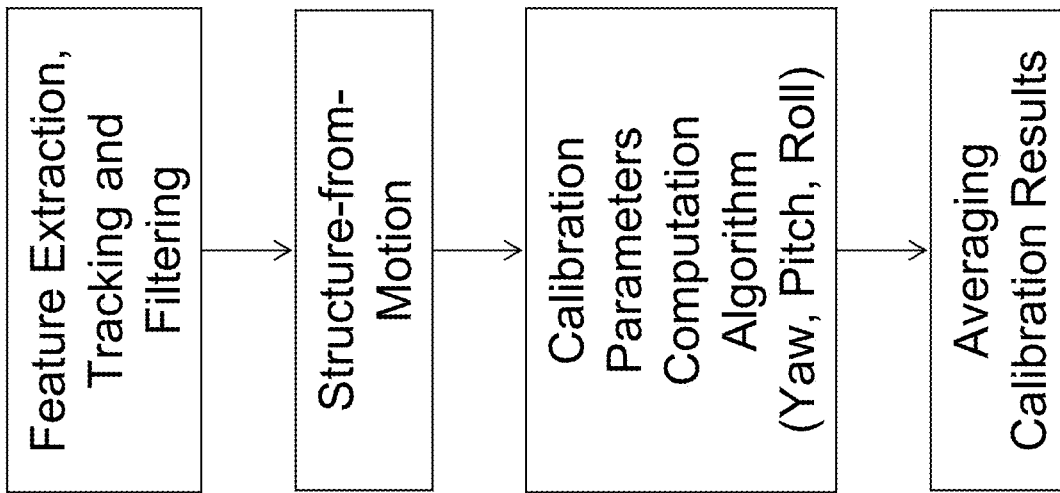 Feature Extraction,
Tracking and
Filtering
Structure-from-
Motion
Calibration
Parameters
Computation
Algorithm
(Yaw, Pitch, Roll)
Averaging
Calibration Results